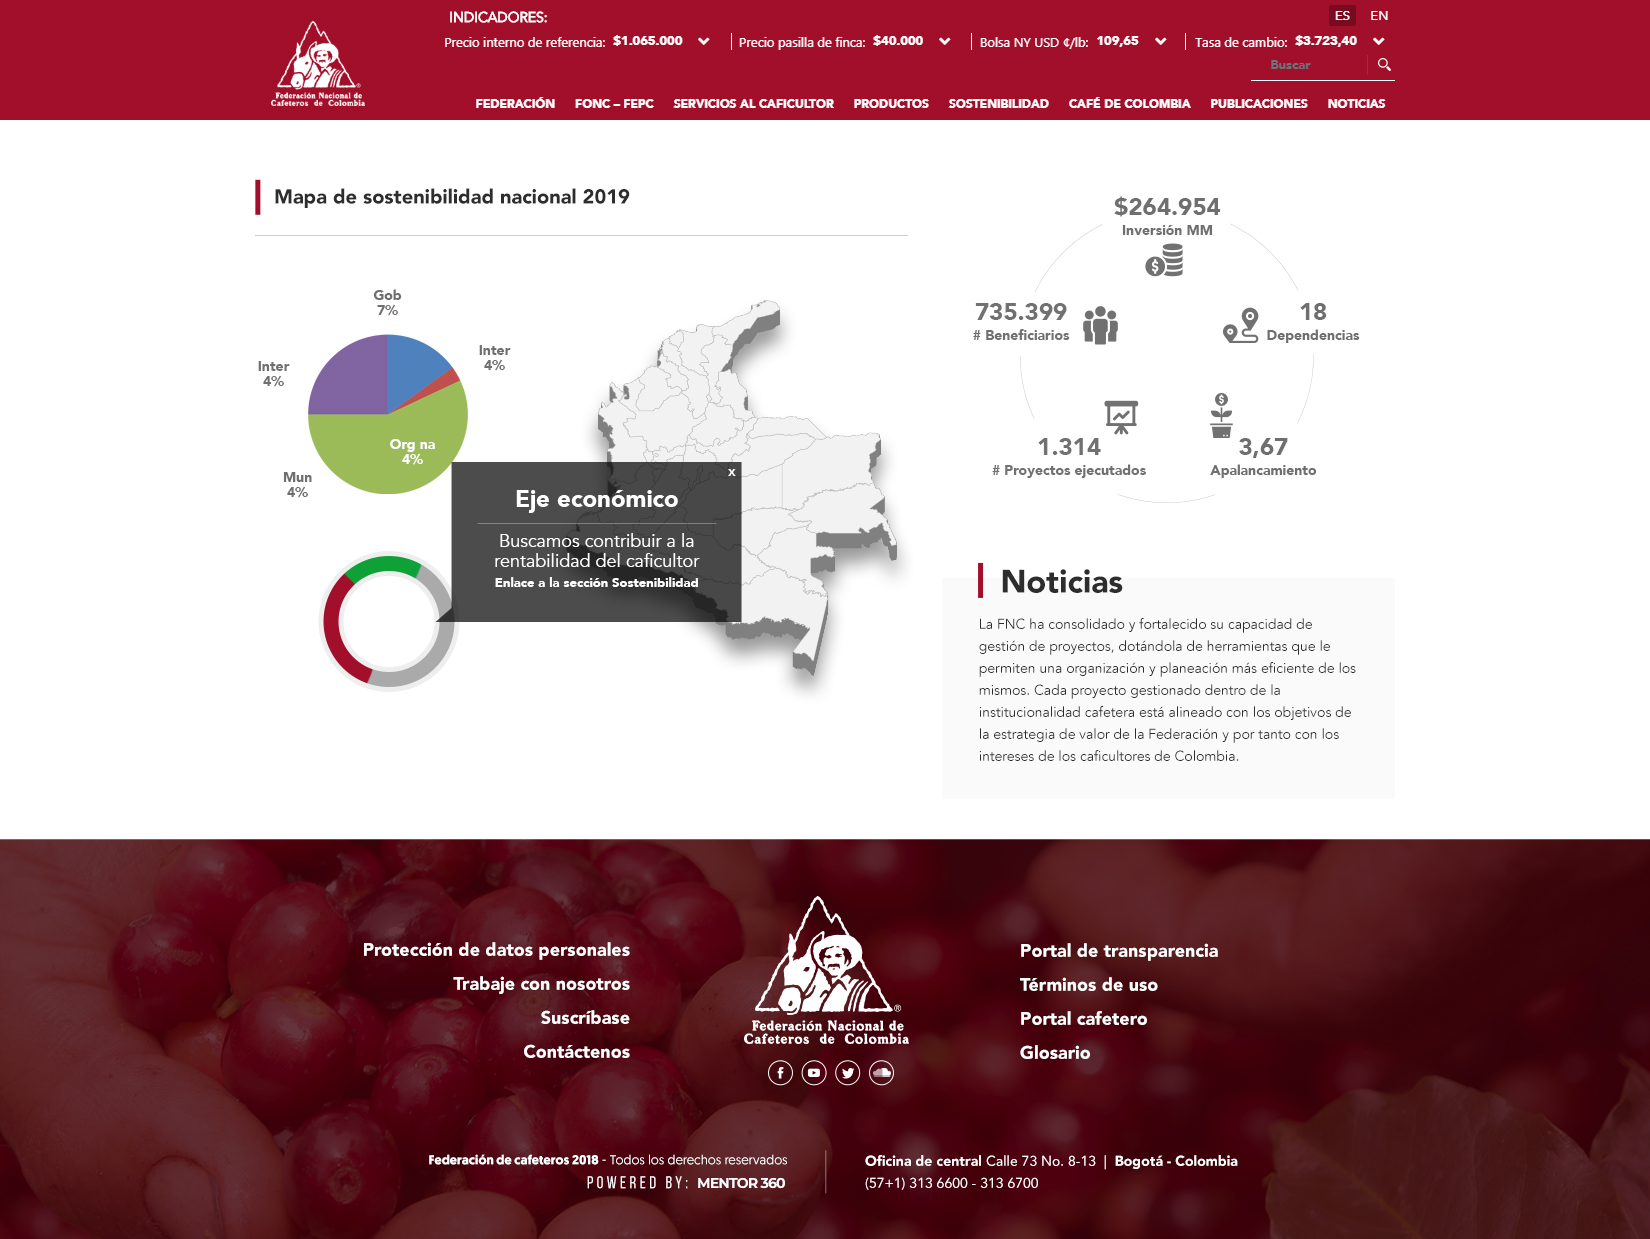 INDICADORES:
ES EN
Precio interno de referencia: $1.065.000
Precio pasilla de finca: $40.000
Bolsa NY USD ¢/lb: 109,65
Tasa de cambio: $3.723,40
Buscar
Federación Nacional de
Cafeteros de Colombia
FEDERACIÓN FONC – FEPC SERVICIOS AL CAFICULTOR PRODUCTOS SOSTENIBILIDAD CAFÉ DE COLOMBIA PUBLICACIONES NOTICIAS
Mapa de sostenibilidad nacional 2019
Gob
7%
Inter
4%
Inter
4%
Org na
4%
Mun
4%
x
Eje económico
Buscamos contribuir a la
rentabilidad del caficultor
Enlace a la sección Sostenibilidad
$264.954
Inversión MM
735.399
# Beneficiarios
18
Dependencias
1.314
# Proyectos ejecutados
3,67
Apalancamiento
Noticias
La FNC ha consolidado y fortalecido su capacidad de
gestión de proyectos, dotándola de herramientas que le
permiten una organización y planeación más eficiente de los
mismos. Cada proyecto gestionado dentro de la
institucionalidad cafetera está alineado con los objetivos de
la estrategia de valor de la Federación y por tanto con los
intereses de los caficultores de Colombia.
Protección de datos personales
Trabaje con nosotros
Suscríbase
Contáctenos
Federación Nacional de
Cafeteros de Colombia
Portal de transparencia
Términos de uso
Portal cafetero
Glosario
Federación de cafeteros 2018 - Todos los derechos reservados
POWERED BY: MENTOR 360
Oficina de central Calle 73 No. 8-13 | Bogotá - Colombia
(57+1) 313 6600 - 313 6700